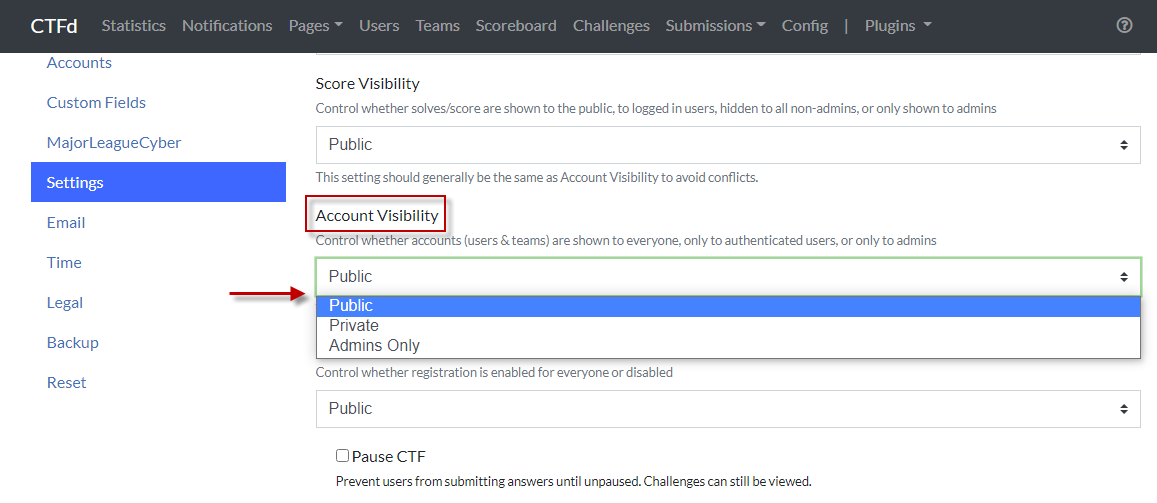 CTFd Statistics Notifications Pages Users Teams Scoreboard Challenges Submissions Config | Plugins
Accounts
Custom Fields
MajorLeagueCyber
Settings
Email
Time
Legal
Backup
Reset
Score Visibility
Control whether solves/score are shown to the public, to logged in users, hidden to all non-admins, or only shown to admins
Public
This setting should generally be the same as Account Visibility to avoid conflicts.
Account Visibility
Control whether accounts (users & teams) are shown to everyone, only to authenticated users, or only to admins
Public
Public
Private
Admins Only
Control whether registration is enabled for everyone or disabled
Public
Pause CTF
Prevent users from submitting answers until unpaused. Challenges can still be viewed.